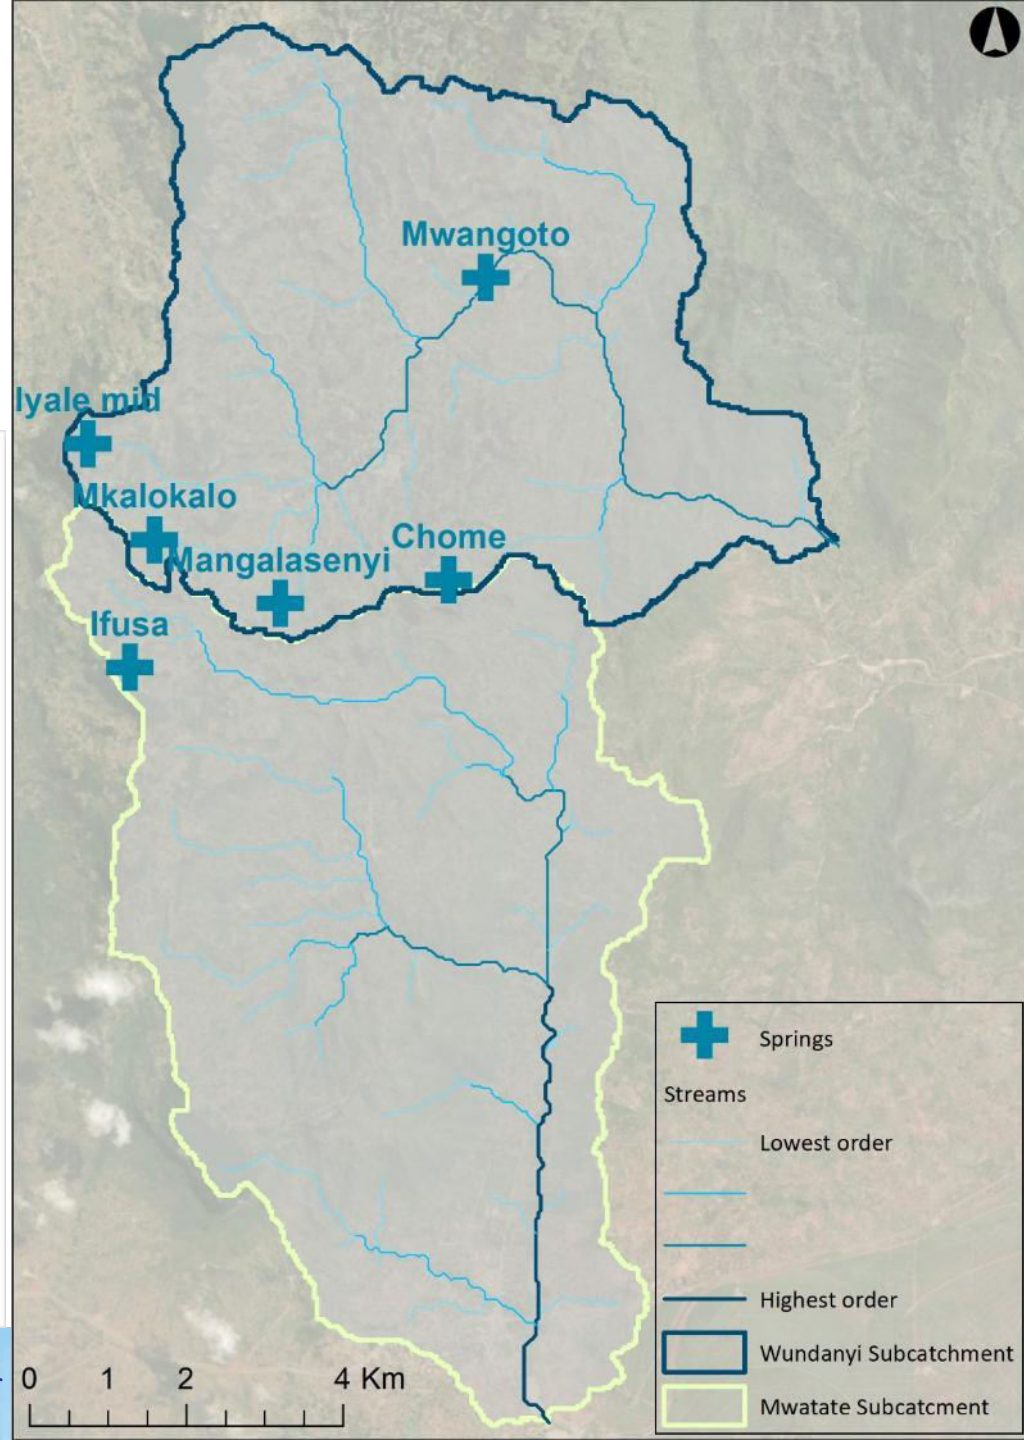 Mwangoto
Iyale mid
Mkalokalo
Chome
Mangalasenyi
Ifusa
Springs
Streams
Lowest order
Highest order
Wundanyi Subcatchment
Mwatate Subcatcment
0 1 2 4 Km